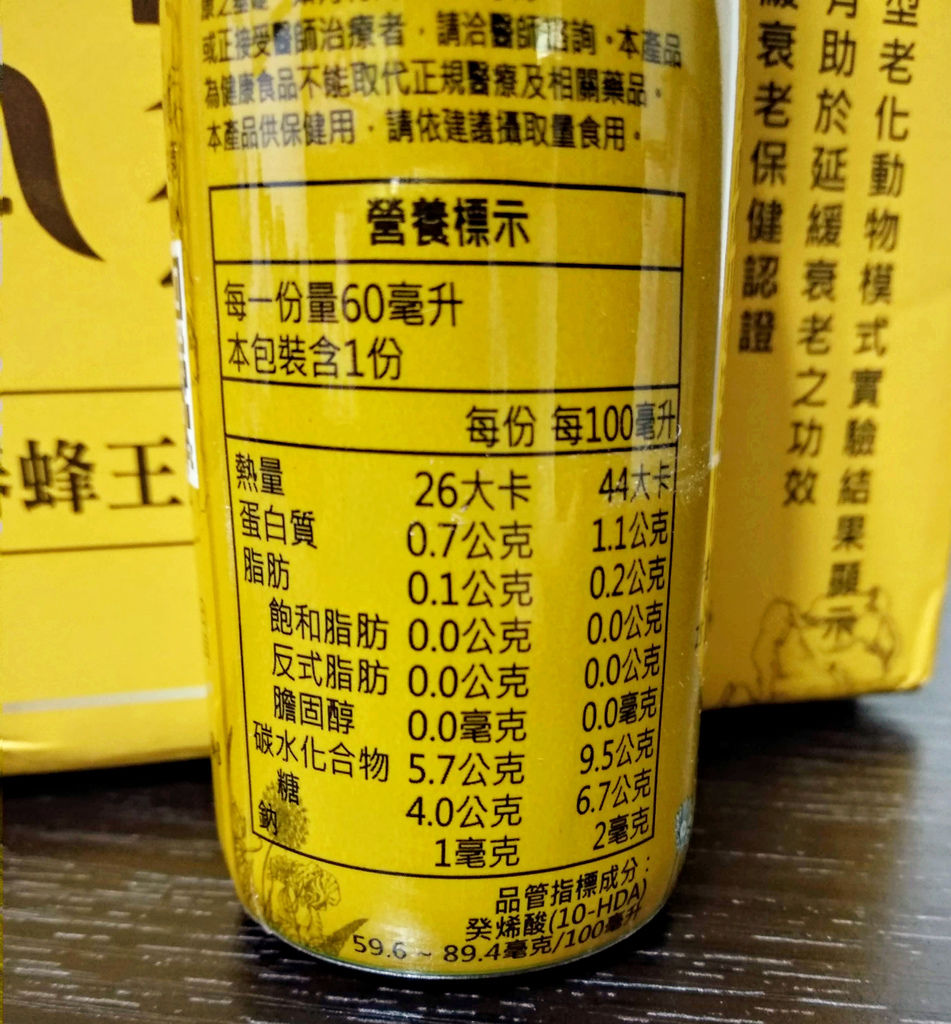 或正接受醫師治療者,請洽醫師諮詢。本產品
為健康食品不能取代正規醫療及相關藥品。
本產品供保健用,請依建議攝取量食用。
營養標示
每一份量60毫升
本包裝含1份
每份 每100毫升
熱量 26大卡 44大卡
蛋白質 0.7公克 1.1公克
脂肪 0.1公克 0.2公克
飽和脂肪 0.0公克 0.0公克
反式脂肪 0.0公克 0.0公克
膽固醇 0.0毫克 0.0毫克
碳水化合物 5.7公克 9.5公克
糖 4.0公克 6.7公克
鈉 1毫克 2毫克
品管指標成分:
癸烯酸(10-HDA)
59.6~89.4毫克/100毫升
蜂王
型老化動物模式實驗結果顯示
助於延緩衰老之功效
衰老保健認證